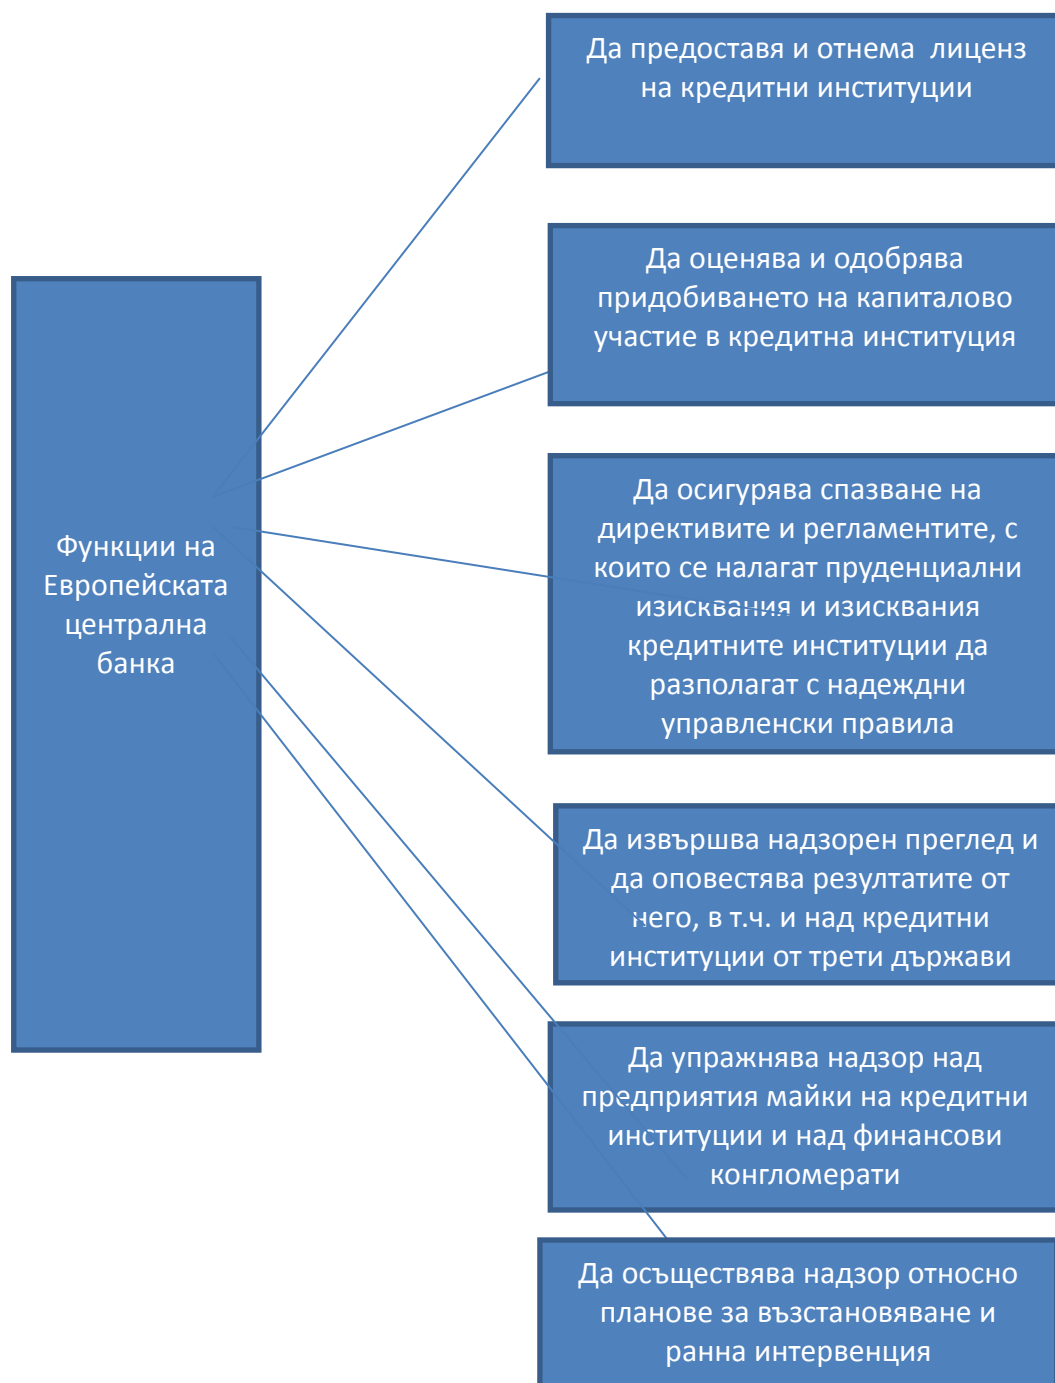 Функции на
Европейската
централна
банка
Да предоставя и отнема  лиценз
на кредитни институции
Да оценява и одобрява
придобиването на капиталово
участие в кредитна институция
Да осигурява спазване на
директивите и регламентите, с
които се налагат пруденциални
изисквания и изисквания
кредитните институции да
разполагат с надеждни
управленски правила
Да извършва надзорен преглед и
да оповестява резултатите от
него, в т.ч. и над кредитни
институции от трети държави
Да упражнява надзор над
предприятия майки на кредитни
институции и над финансови
конгломерати
Да осъществява надзор относно
планове за възстановяване и
ранна интервенция